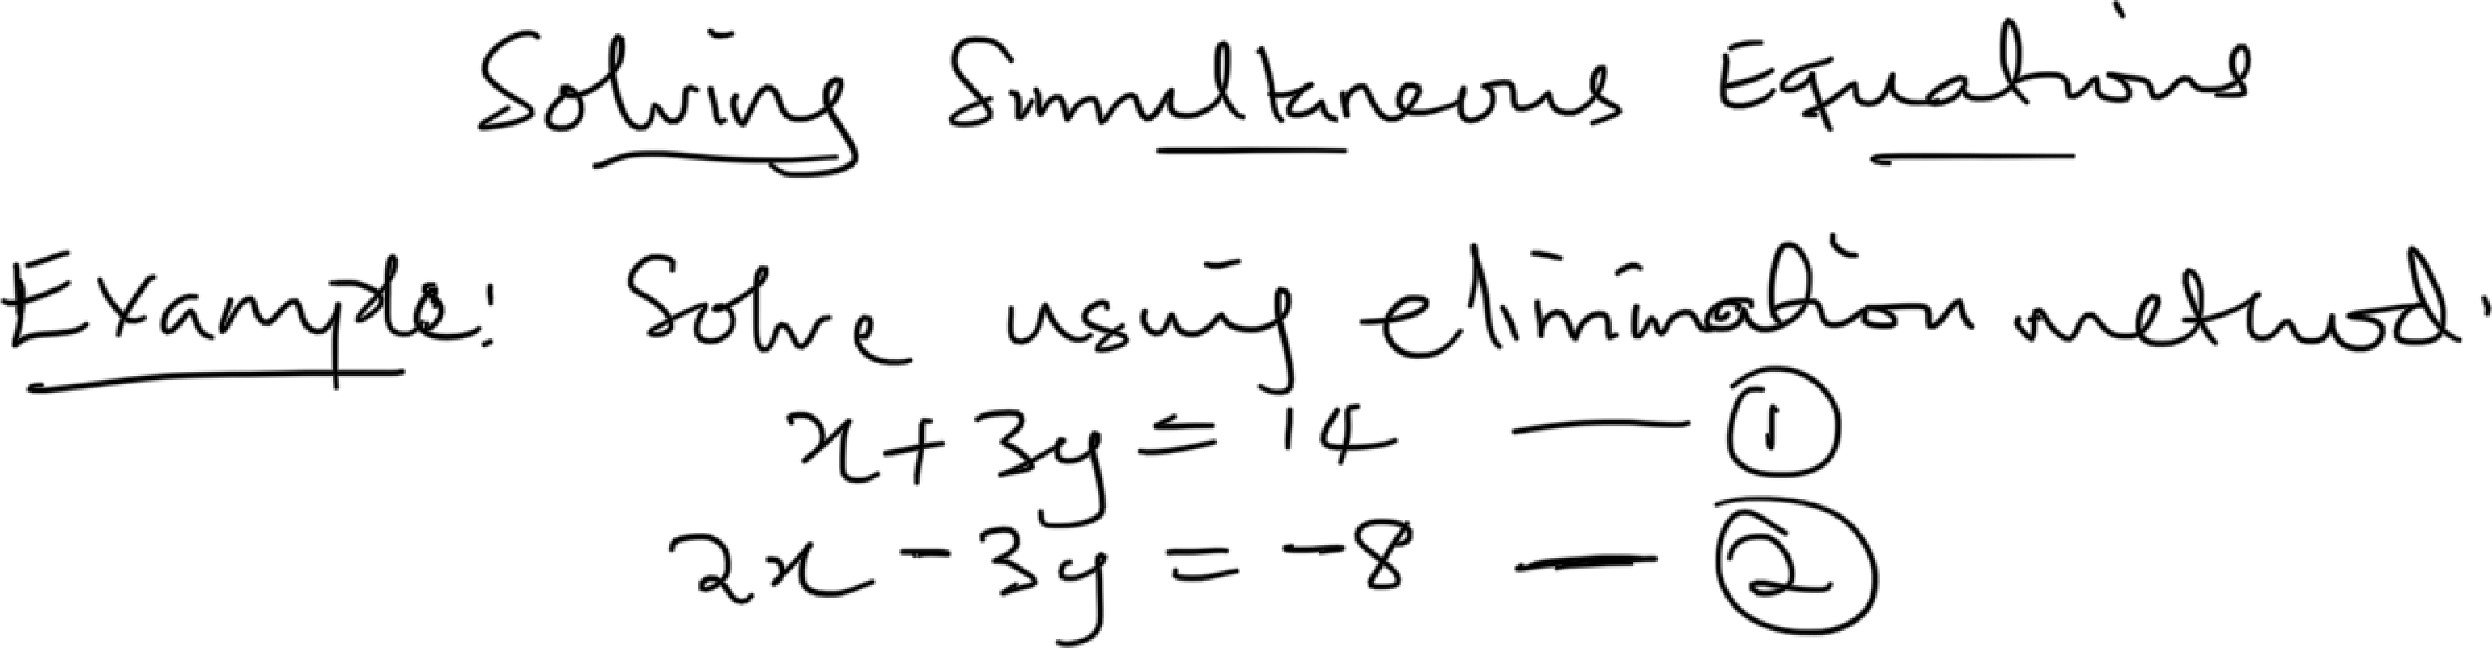 Solving Simultaneous Equations
Example: Solve using elimination method.
x + 3y = 14 — ①
2x - 3y = -8 — ②